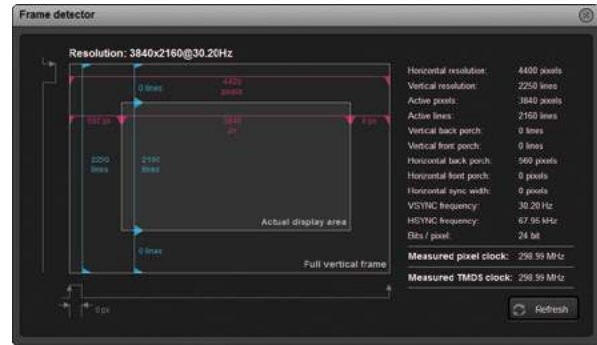 Frame detector
Resolution: 3840x2160@30.20Hz
0 lines
4400
pixels
560 px
3840
px
0 px
2250
lines
2160
lines
Actual display area
0 lines
Full vertical frame
0 px
Horizontal resolution: 4400 pixels
Vertical resolution: 2250 lines
Active pixels: 3840 pixels
Active lines: 2160 lines
Vertical back porch: 0 lines
Vertical front porch: 0 lines
Horizontal back porch: 560 pixels
Horizontal front porch: 0 pixels
Horizontal sync width: 0 pixels
VSYNC frequency: 30.20 Hz
HSYNC frequency: 67.95 kHz
Bits / pixel: 24 bit
Measured pixel clock: 298.99 MHz
Measured TMDS clock: 298.99 MHz
Refresh